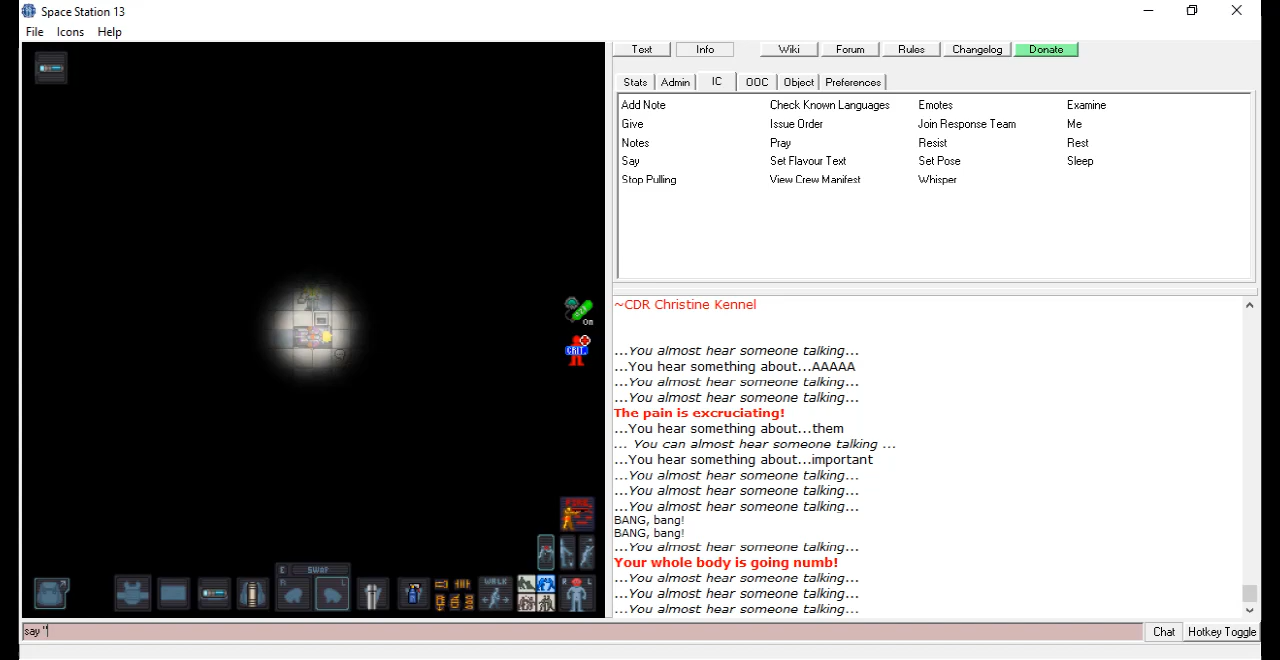 Space Station 13
File Icons Help
Text Info Wiki Forum Rules Changelog Donate
Stats Admin IC OOC Object Preferences
Add Note Check Known Languages Emotes Examine
Give Issue Order Join Response Team Me
Notes Pray Resist Rest
Say Set Flavour Text Set Pose Sleep
Stop Pulling View Crew Manifest Whisper
~CDR Christine Kennel
...You almost hear someone talking...
...You hear something about...AAAAA
...You almost hear someone talking...
...You almost hear someone talking...
The pain is excruciating!
...You hear something about...them
... You can almost hear someone talking ...
...You hear something about...important
...You almost hear someone talking...
...You almost hear someone talking...
...You almost hear someone talking...
BANG, bang!
BANG, bang!
...You almost hear someone talking...
Your whole body is going numb!
...You almost hear someone talking...
...You almost hear someone talking...
...You almost hear someone talking...
CRIT.
SWAP
R L
WALK
R L
say "
Chat Hotkey Toggle